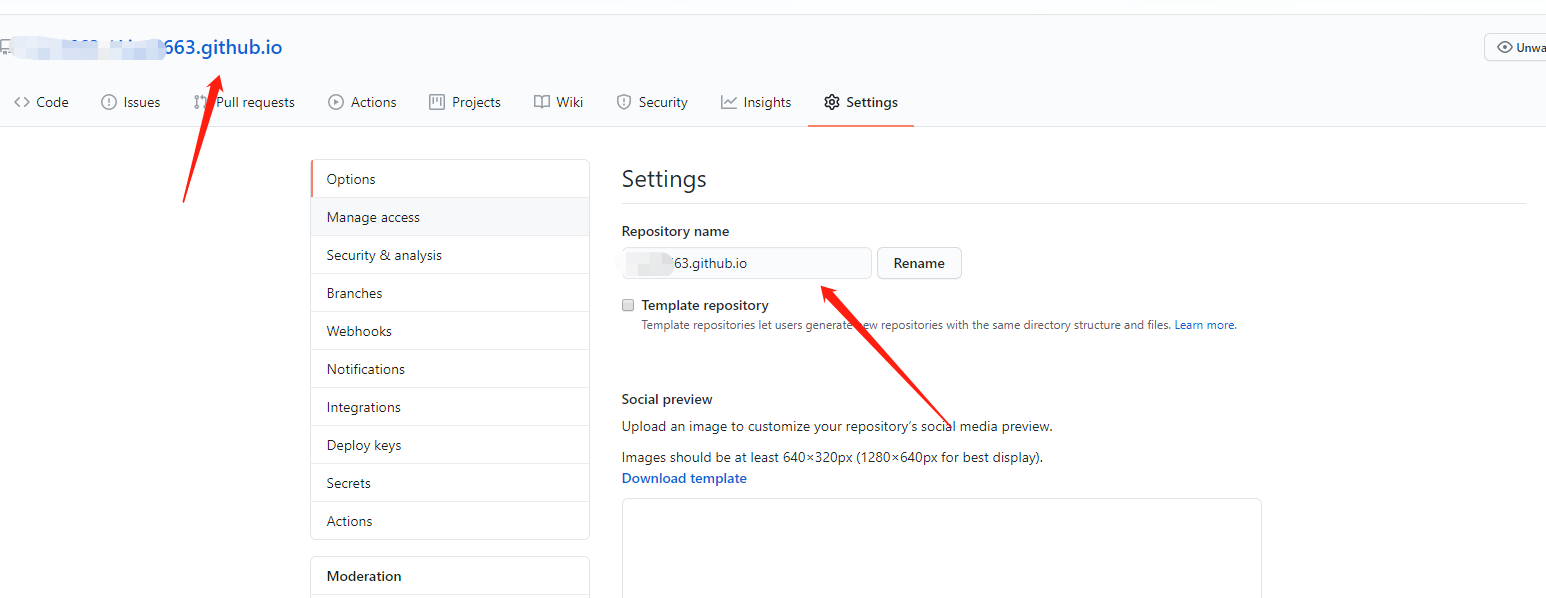 663.github.io
Unwa
Code Issues Pull requests Actions Projects Wiki Security Insights Settings
Options
Manage access
Security & analysis
Branches
Webhooks
Notifications
Integrations
Deploy keys
Secrets
Actions
Moderation
Settings
Repository name
63.github.io Rename
Template repository
Template repositories let users generate new repositories with the same directory structure and files. Learn more.
Social preview
Upload an image to customize your repository's social media preview.
Images should be at least 640×320px (1280×640px for best display).
Download template